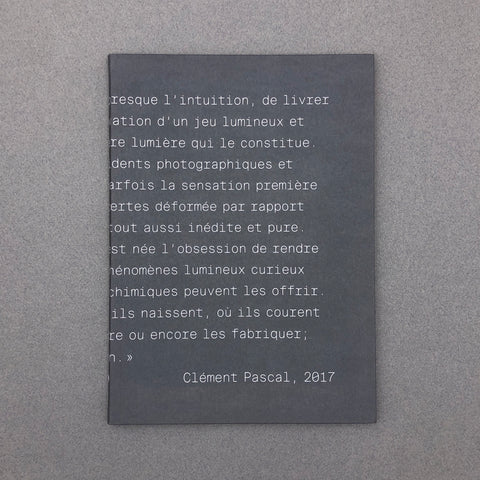 resque l'intuition, de livrer
ation d'un jeu lumineux et
re lumière qui le constitue.
dents photographiques et
arfois la sensation première
ertes déformée par rapport
tout aussi inédite et pure.
st née l'obsession de rendre
hénomènes lumineux curieux
chimiques peuvent les offrir.
ils naissent, où ils courent
re ou encore les fabriquer;
n. »
Clément Pascal, 2017